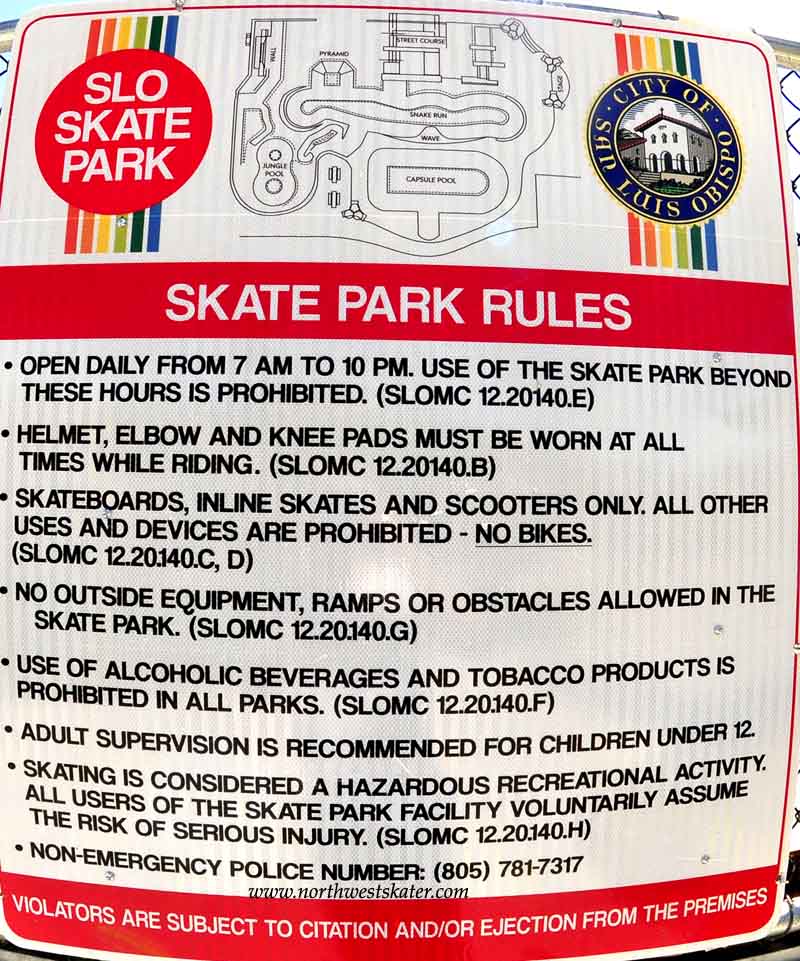 SLO
SKATE
PARK
WALL
PYRAMID
STREET COURSE
STAGE
SNAKE RUN
WAVE
JUNGLE
POOL
CAPSULE POOL
CITY OF
SAN LUIS OBISPO
SKATE PARK RULES
• OPEN DAILY FROM 7 AM TO 10 PM. USE OF THE SKATE PARK BEYOND
THESE HOURS IS PROHIBITED. (SLOMC 12.20140.E)
• HELMET, ELBOW AND KNEE PADS MUST BE WORN AT ALL
TIMES WHILE RIDING. (SLOMC 12.20140.B)
• SKATEBOARDS, INLINE SKATES AND SCOOTERS ONLY. ALL OTHER
USES AND DEVICES ARE PROHIBITED - NO BIKES.
(SLOMC 12.20.140.C, D)
• NO OUTSIDE EQUIPMENT, RAMPS OR OBSTACLES ALLOWED IN THE
SKATE PARK. (SLOMC 12.20.140.G)
• USE OF ALCOHOLIC BEVERAGES AND TOBACCO PRODUCTS IS
PROHIBITED IN ALL PARKS. (SLOMC 12.20.140.F)
• ADULT SUPERVISION IS RECOMMENDED FOR CHILDREN UNDER 12.
• SKATING IS CONSIDERED A HAZARDOUS RECREATIONAL ACTIVITY.
ALL USERS OF THE SKATE PARK FACILITY VOLUNTARILY ASSUME
THE RISK OF SERIOUS INJURY. (SLOMC 12.20.140.H)
• NON-EMERGENCY POLICE NUMBER: (805) 781-7317
www.northwestskater.com
VIOLATORS ARE SUBJECT TO CITATION AND/OR EJECTION FROM THE PREMISES